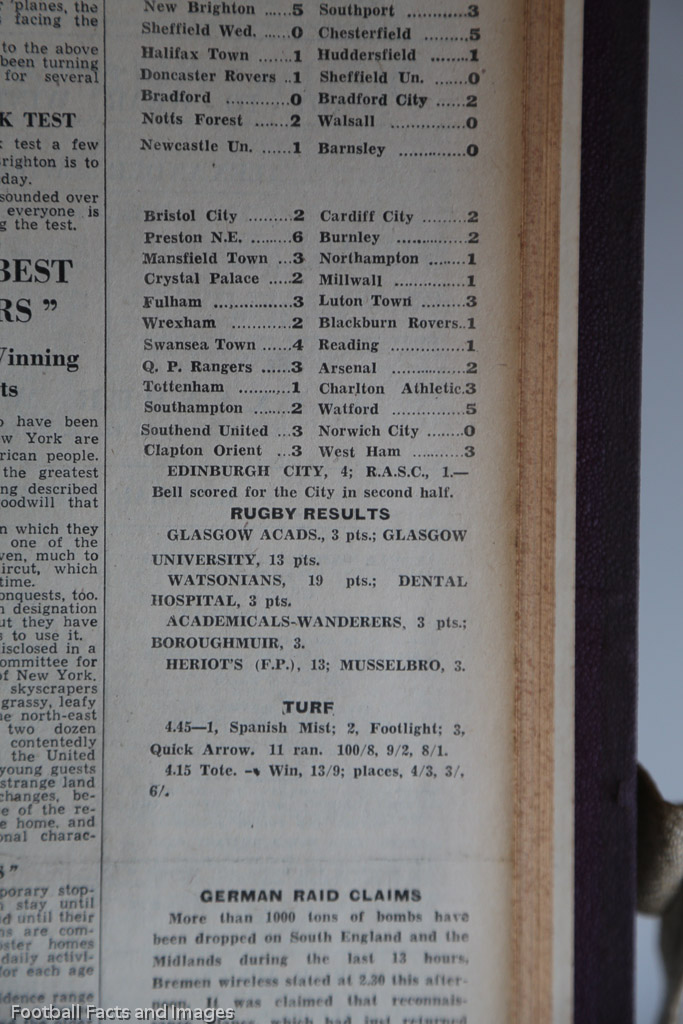 'planes, the
facing the
to the above
been turning
for several
K TEST
test a few
righton is to
day.
sounded over
everyone is
g the test.
BEST
RS "
Vinning
ts
have been
w York are
rican people.
the greatest
ng described
oodwill that
n which they
one of the
ven, much to
ircut, which
time.
onquests, too.
n designation
ut they have
s to use it.
isclosed in a
ommittee for
of New York.
skyscrapers
grassy, leafy
e north-east
two dozen
contentedly
the United
young guests
strange land
changes, be-
e of the re-
e home, and
onal charac-
s"
porary stop-
stay until
d until their
s are com-
oster homes
daily activi-
for each age
idence range
New Brighton .....5 Southport .............3
Sheffield Wed. ....0 Chesterfield ........5
Halifax Town ......1 Huddersfield ........1
Doncaster Rovers ..1 Sheffield Un. ........0
Bradford ............0 Bradford City ......2
Notts Forest .......2 Walsall ..............0
Newcastle Un. ......1 Barnsley .............0
Bristol City .........2 Cardiff City ........2
Preston N.E. ........6 Burnley ..............2
Mansfield Town ...3 Northampton ........1
Crystal Palace .....2 Millwall ..............1
Fulham ...............3 Luton Town .........3
Wrexham ............2 Blackburn Rovers..1
Swansea Town ......4 Reading ..............1
Q. P. Rangers ......3 Arsenal ..............2
Tottenham ...........1 Charlton Athletic.3
Southampton .......2 Watford ..............5
Southend United ...3 Norwich City .......0
Clapton Orient ...3 West Ham ...........3
EDINBURGH CITY, 4; R.A.S.C., 1.—
Bell scored for the City in second half.
RUGBY RESULTS
GLASGOW ACADS., 3 pts.; GLASGOW
UNIVERSITY, 13 pts.
WATSONIANS, 19 pts.; DENTAL
HOSPITAL, 3 pts.
ACADEMICALS-WANDERERS, 3 pts.;
BOROUGHMUIR, 3.
HERIOT'S (F.P.), 13; MUSSELBRO, 3.
TURF
4.45—1, Spanish Mist; 2, Footlight; 3,
Quick Arrow. 11 ran. 100/8, 9/2, 8/1.
4.15 Tote. — Win, 13/9; places, 4/3, 3/,
6/.
GERMAN RAID CLAIMS
More than 1000 tons of bombs have
been dropped on South England and the
Midlands during the last 13 hours,
Bremen wireless stated at 2.30 this after-
noon. It was claimed that reconnais-
which had just returned
Football Facts and Images